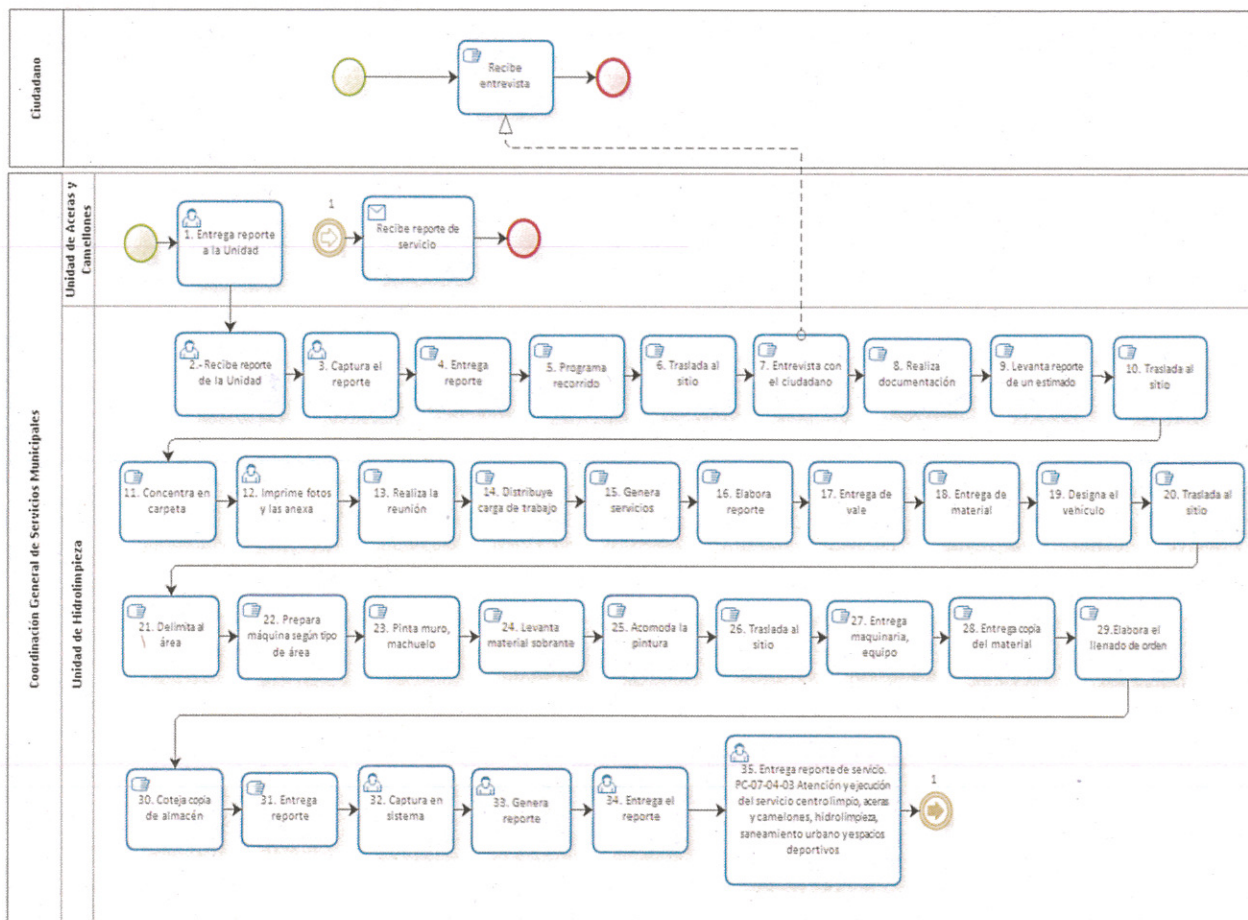 Ciudadano
Recibe
entrevista
Coordinación General de Servicios Municipales
Unidad de Aceras y
Camellones
1. Entrega reporte
a la Unidad
1
Recibe reporte de
servicio
Unidad de Hidrolimpieza
2.- Recibe reporte
de la Unidad
3. Captura el
reporte
4. Entrega
reporte
5. Programa
recorrido
6. Traslada al
sitio
7. Entrevista con
el ciudadano
8. Realiza
documentación
9. Levanta reporte
de un estimado
10. Traslada al
sitio
11. Concentra en
carpeta
12. Imprime fotos
y las anexa
13. Realiza la
reunión
14. Distribuye
carga de trabajo
15. Genera
servicios
16. Elabora
reporte
17. Entrega de
vale
18. Entrega de
material
19. Designa el
vehículo
20. Traslada al
sitio
21. Delimita al
\ área
22. Prepara
máquina según tipo
de área
23. Pinta muro,
machuelo
24. Levanta
material sobrante
25. Acomoda la
pintura
26. Traslada al
sitio
27. Entrega
maquinaria,
equipo
28. Entrega copia
del material
29.Elabora el
llenado de orden
30. Coteja copia
de almacén
31. Entrega
reporte
32. Captura en
sistema
33. Genera
reporte
34. Entrega el
reporte
35. Entrega reporte de servicio.
PC-07-04-03 Atención y ejecución
del servicio centro limpio, aceras
y camelones, hidrolimpieza,
saneamiento urbano y espacios
deportivos
1